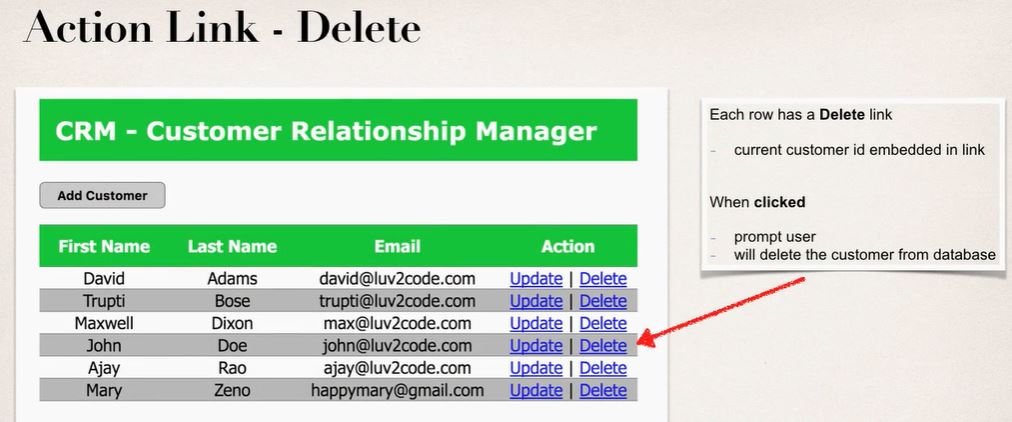 Action Link - Delete
CRM - Customer Relationship Manager
Add Customer
First Name Last Name Email Action
David Adams david@luv2code.com Update | Delete
Trupti Bose trupti@luv2code.com Update | Delete
Maxwell Dixon max@luv2code.com Update | Delete
John Doe john@luv2code.com Update | Delete
Ajay Rao ajay@luv2code.com Update | Delete
Mary Zeno happymary@gmail.com Update | Delete
Each row has a Delete link
- current customer id embedded in link
When clicked
- prompt user
- will delete the customer from database